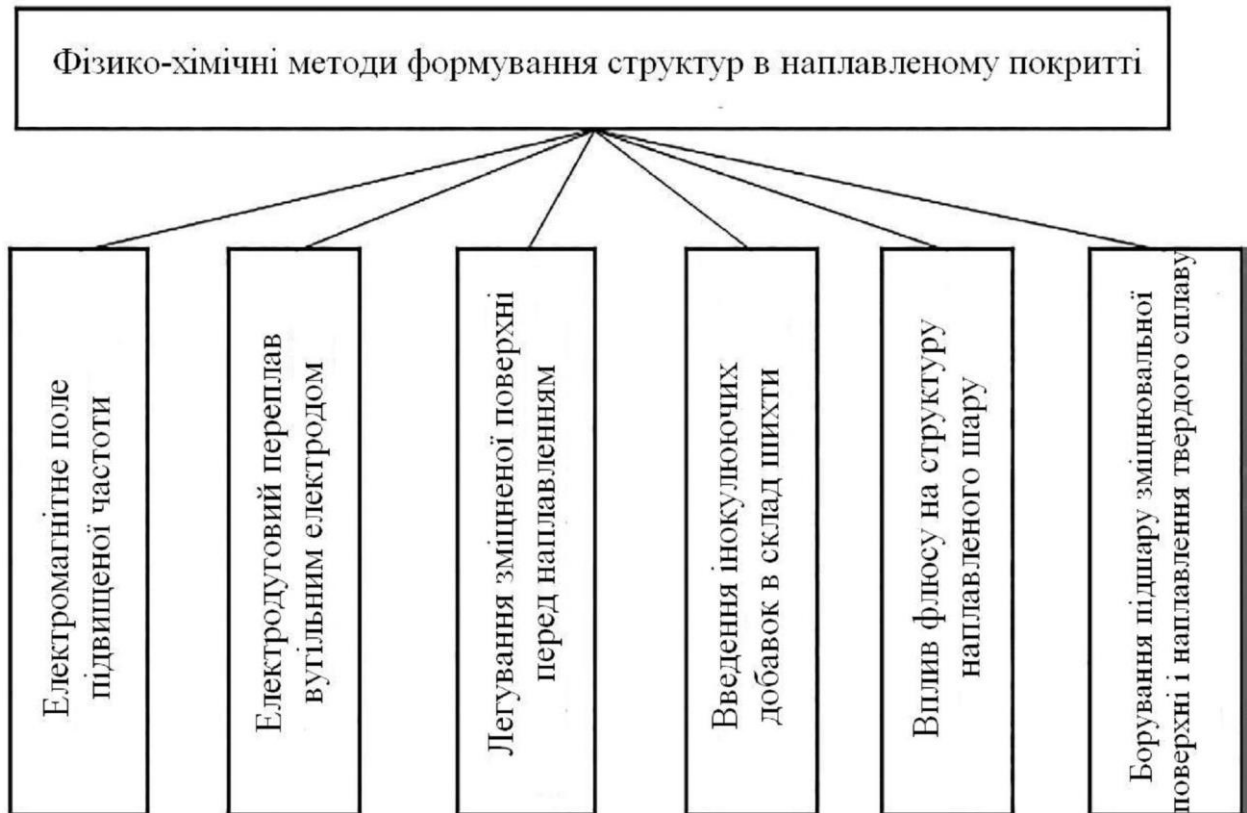 Фізико-хімічні методи формування структур в наплавленому покритті
Електромагнітне поле
підвищеної частоти
Електродуговий переплав
вугільним електродом
Легування зміцненої поверхні
перед наплавленням
Введення інокулюючих
добавок в склад шихти
Вплив флюсу на структуру
наплавленого шару
Борування підшару зміцнювальної
поверхні і наплавлення твердого сплаву